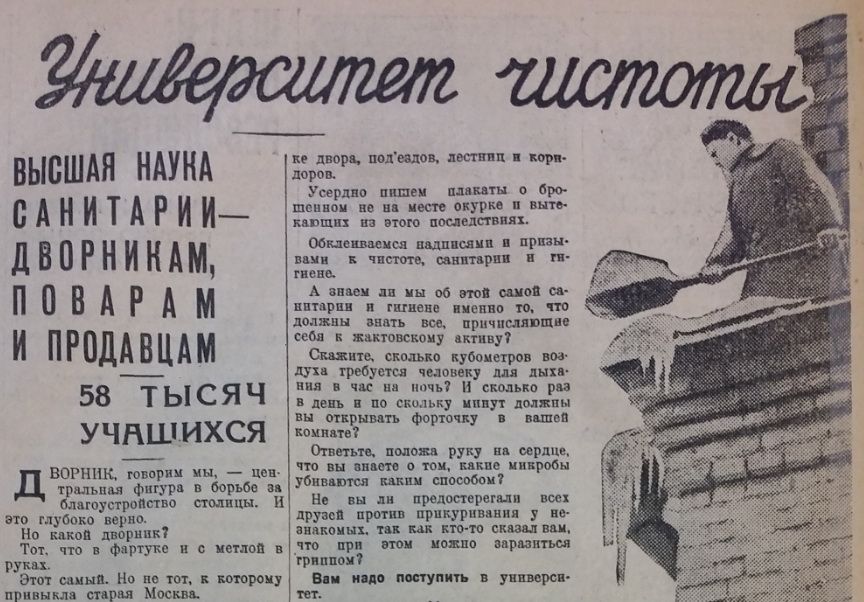 Университет чистоты
ВЫСШАЯ НАУКА
САНИТАРИИ—
ДВОРНИКАМ,
ПОВАРАМ
И ПРОДАВЦАМ
58 ТЫСЯЧ
УЧАЩИХСЯ
ДВОРНИК, говорим мы, — цен-
тральная фигура в борьбе за
благоустройство столицы. И
это глубоко верно.
Но какой дворник?
Тот, что в фартуке и с метлой в
руках.
Этот самый. Но не тот, к которому
привыкла старая Москва.
ке двора, под'ездов, лестниц и кори-
доров.
Усердно пишем плакаты о бро-
шенном не на месте окурке и выте-
кающих из этого последствиях.
Обклеиваемся надписями и призы-
вами к чистоте, санитарии и ги-
гиене.
А знаем ли мы об этой самой са-
нитарии и гигиене именно то, что
должны знать все, причисляющие
себя к жактовскому активу?
Скажите, сколько кубометров воз-
духа требуется человеку для дыха-
ния в час на ночь? И сколько раз
в день и по скольку минут должны
вы открывать форточку в вашей
комнате?
Ответьте, положа руку на сердце,
что вы знаете о том, какие микробы
убиваются каким способом?
Не вы ли предостерегали всех
друзей против прикуривания у не-
знакомых, так как кто-то сказал вам,
что при этом можно заразиться
гриппом?
Вам надо поступить в универси-
тет.